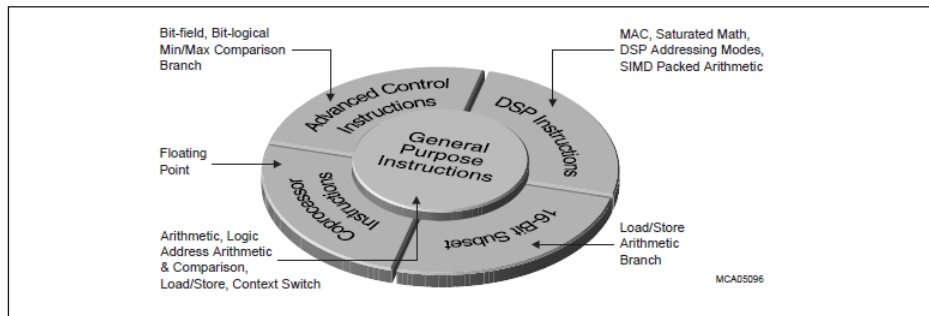 Bit-field, Bit-logical
Min/Max Comparison
Branch
MAC, Saturated Math,
DSP Addressing Modes,
SIMD Packed Arithmetic
Advanced Control
Instructions
DSP Instructions
General
Purpose
Instructions
Floating
Point
Coprocessor
Instructions
16-Bit Subset
Arithmetic, Logic
Address Arithmetic
& Comparison,
Load/Store, Context Switch
Load/Store
Arithmetic
Branch
MCA05096